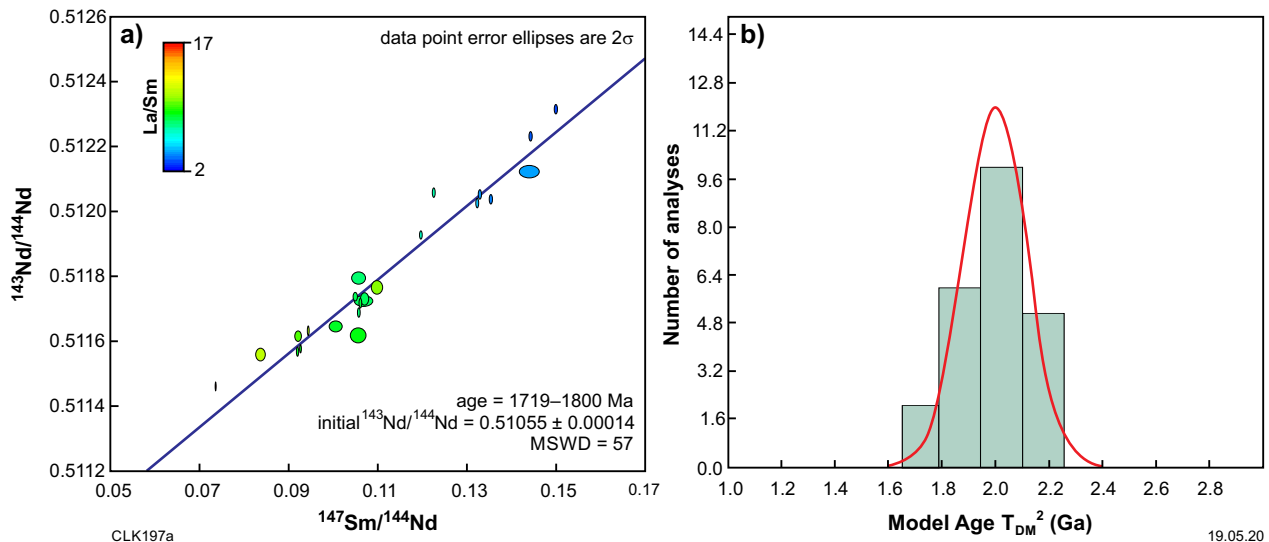 a)
data point error ellipses are 2σ
17
La/Sm
2
0.5126
0.5124
0.5122
0.5120
0.5118
0.5116
0.5114
0.5112
¹⁴³Nd/¹⁴⁴Nd
age = 1719–1800 Ma
initial ¹⁴³Nd/¹⁴⁴Nd = 0.51055 ± 0.00014
MSWD = 57
0.05 0.07 0.09 0.11 0.13 0.15 0.17
¹⁴⁷Sm/¹⁴⁴Nd
CLK197a
b)
14.4
12.8
11.2
9.6
8.0
6.4
4.8
3.2
1.6
0.0
Number of analyses
1.0 1.2 1.4 1.6 1.8 2.0 2.2 2.4 2.6 2.8
Model Age T_DM² (Ga)
19.05.20